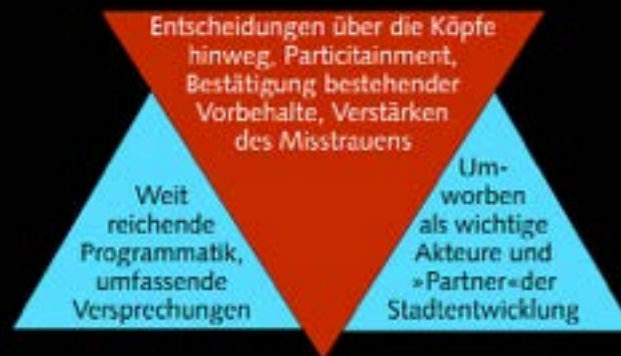 Entscheidungen über die Köpfe
hinweg, Particitainment,
Bestätigung bestehender
Vorbehalte, Verstärken
des Misstrauens
Weit
reichende
Programmatik,
umfassende
Versprechungen
Um-
worben
als wichtige
Akteure und
»Partner«der
Stadtentwicklung